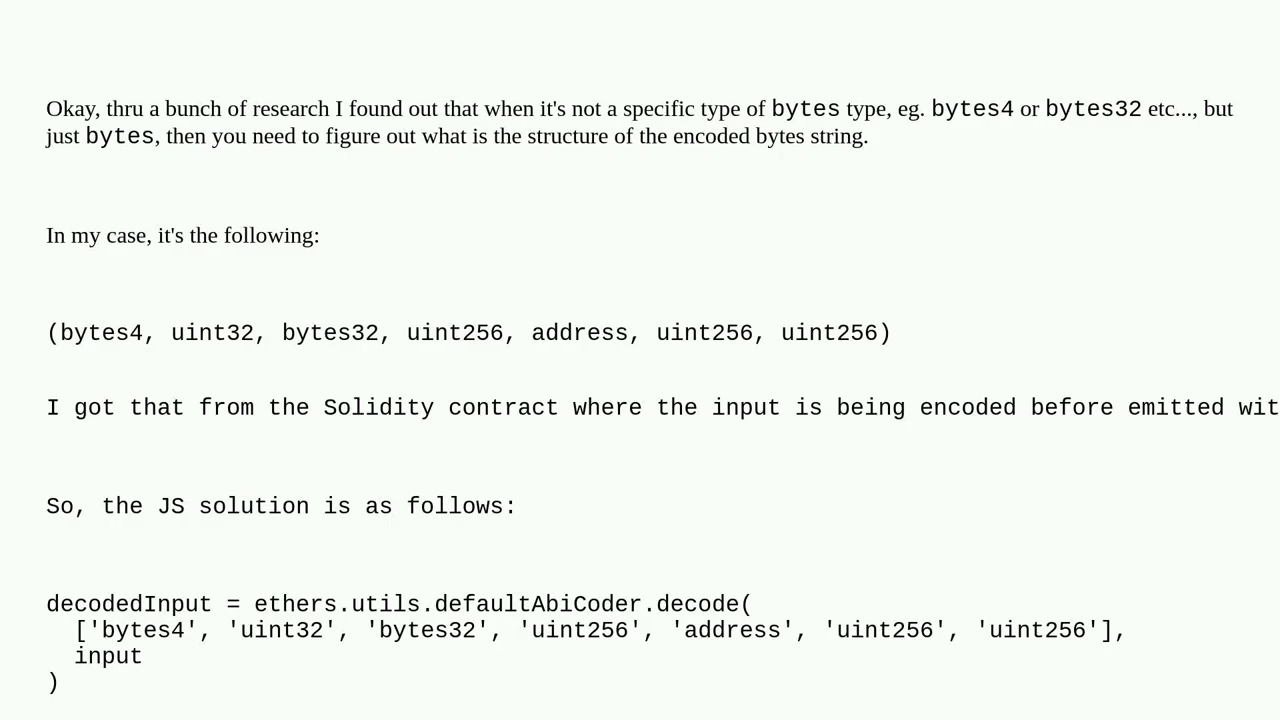 Okay, thru a bunch of research I found out that when it's not a specific type of bytes type, eg. bytes4 or bytes32 etc..., but
just bytes, then you need to figure out what is the structure of the encoded bytes string.
In my case, it's the following:
(bytes4, uint32, bytes32, uint256, address, uint256, uint256)
I got that from the Solidity contract where the input is being encoded before emitted wit
So, the JS solution is as follows:
decodedInput = ethers.utils.defaultAbiCoder.decode(
  ['bytes4', 'uint32', 'bytes32', 'uint256', 'address', 'uint256', 'uint256'],
  input
)